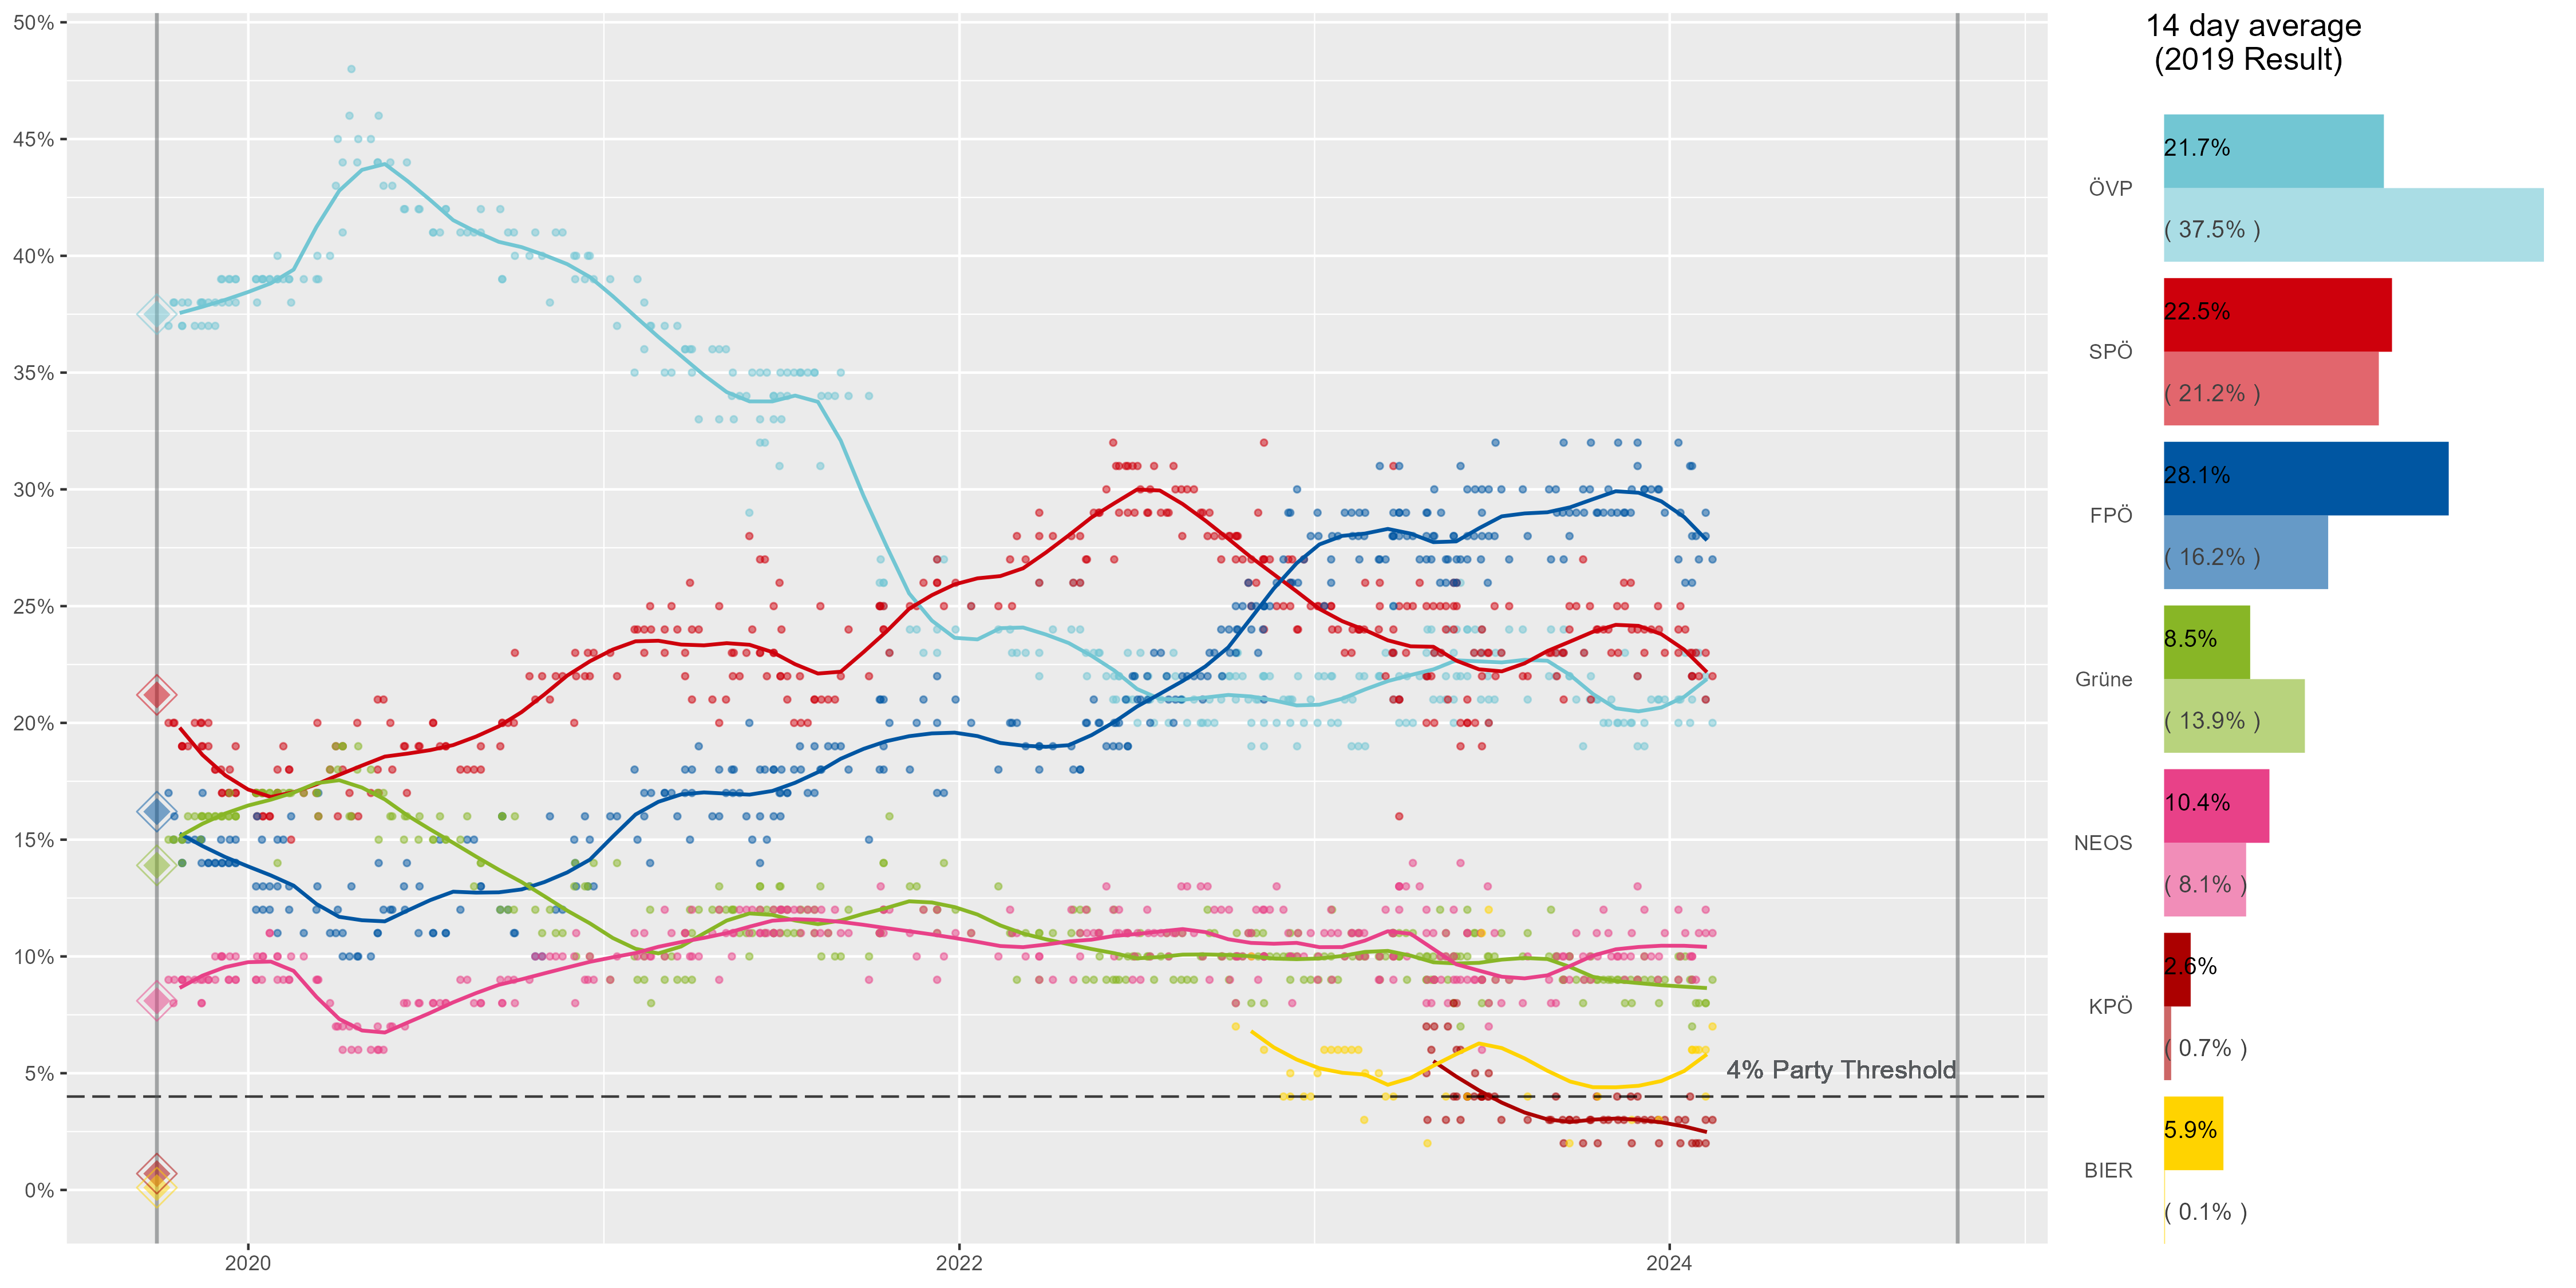 50%
45%
40%
35%
30%
25%
20%
15%
10%
5%
0%
2020
2022
2024
4% Party Threshold
14 day average
(2019 Result)
ÖVP
21.7%
( 37.5% )
SPÖ
22.5%
( 21.2% )
FPÖ
28.1%
( 16.2% )
Grüne
8.5%
( 13.9% )
NEOS
10.4%
( 8.1% )
KPÖ
2.6%
( 0.7% )
BIER
5.9%
( 0.1% )